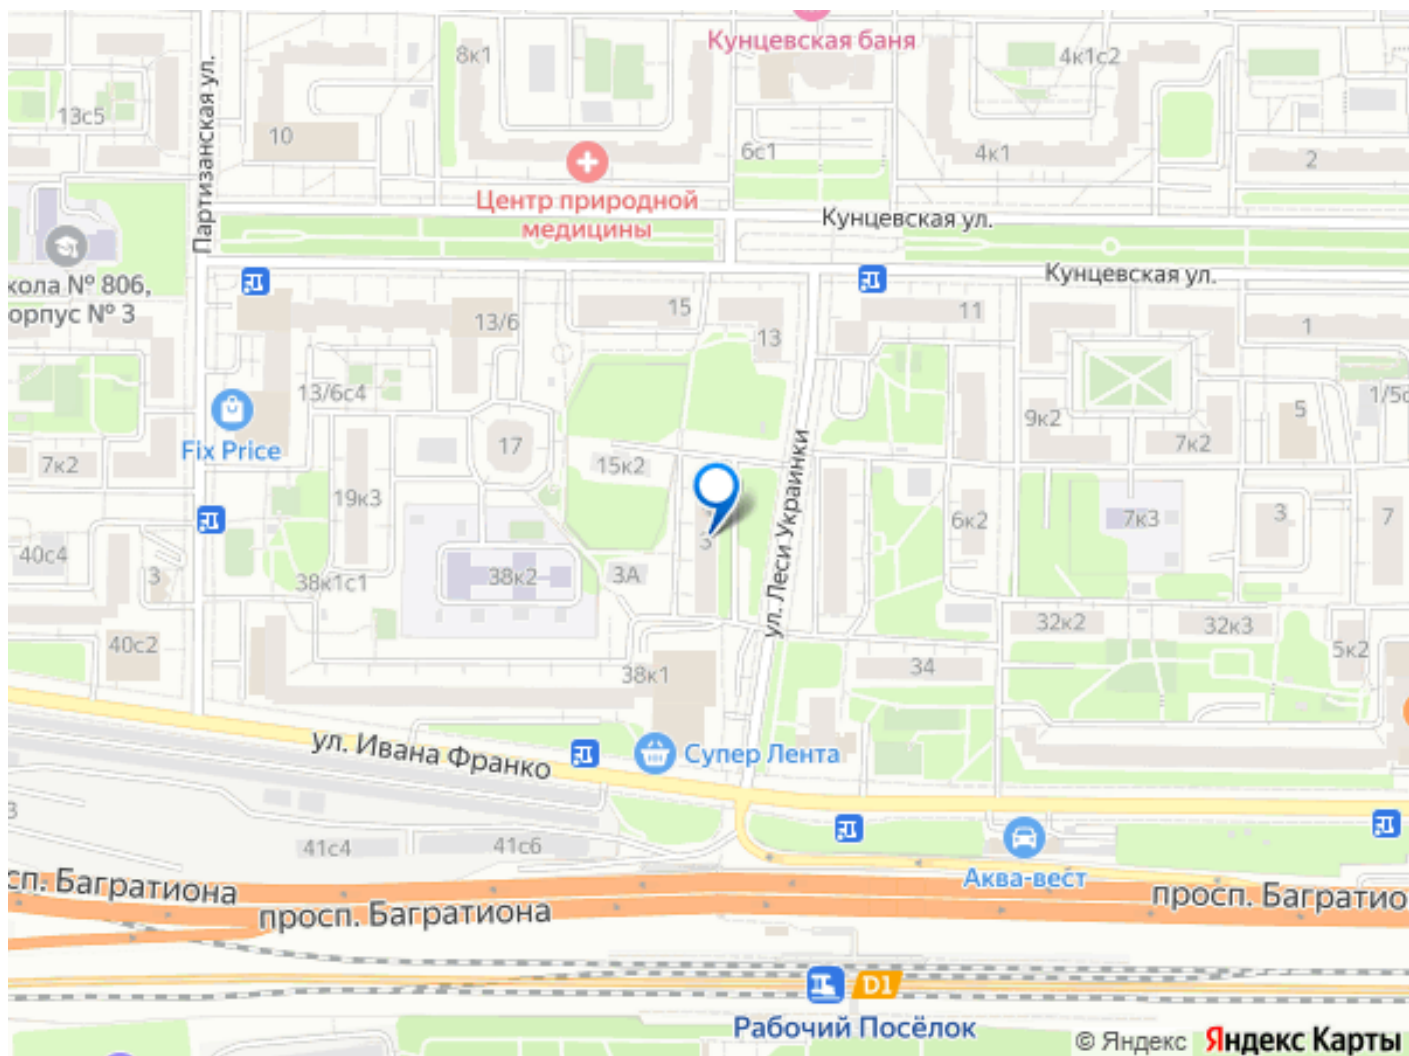 Кунцевская баня
8к1
4к1с2
13с5
Партизанская ул.
10
6с1
4к1
2
Центр природной
медицины
Кунцевская ул.
кола № 806,
орпус № 3
Кунцевская ул.
15
13/6
13
11
1
13/6с4
Fix Price
17
9к2
5
1/5с
7к2
7к2
15к2
19к3
ул. Леси Украинки
3
6к2
7к3
3
7
40с4
3
38к1с1
38к2
3А
40с2
32к2
32к3
5к2
38к1
34
ул. Ивана Франко
Супер Лента
3
41с4
41с6
Аква-вест
сп. Багратиона
просп. Багратиона
просп. Багратио
D1
Рабочий Посёлок
© Яндекс Яндекс Карты